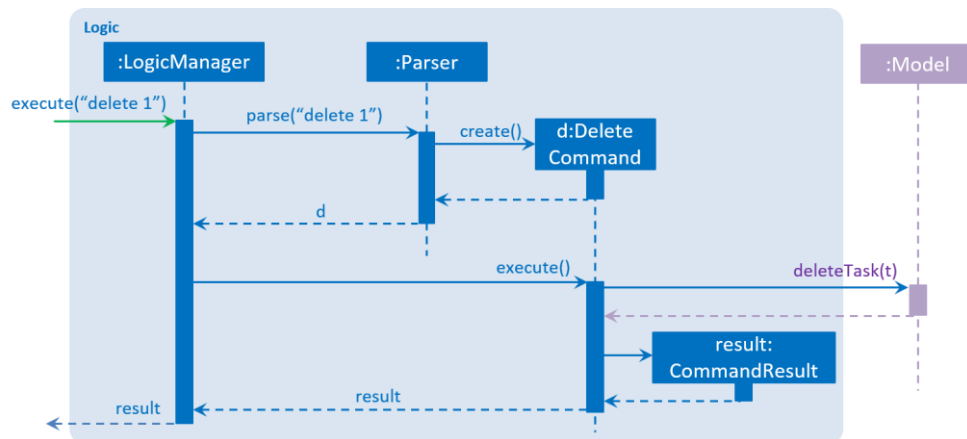 Logic
:LogicManager
:Parser
:Model
execute(“delete 1”)
parse(“delete 1”)
create()
d:Delete
Command
d
execute()
deleteTask(t)
result:
CommandResult
result
result